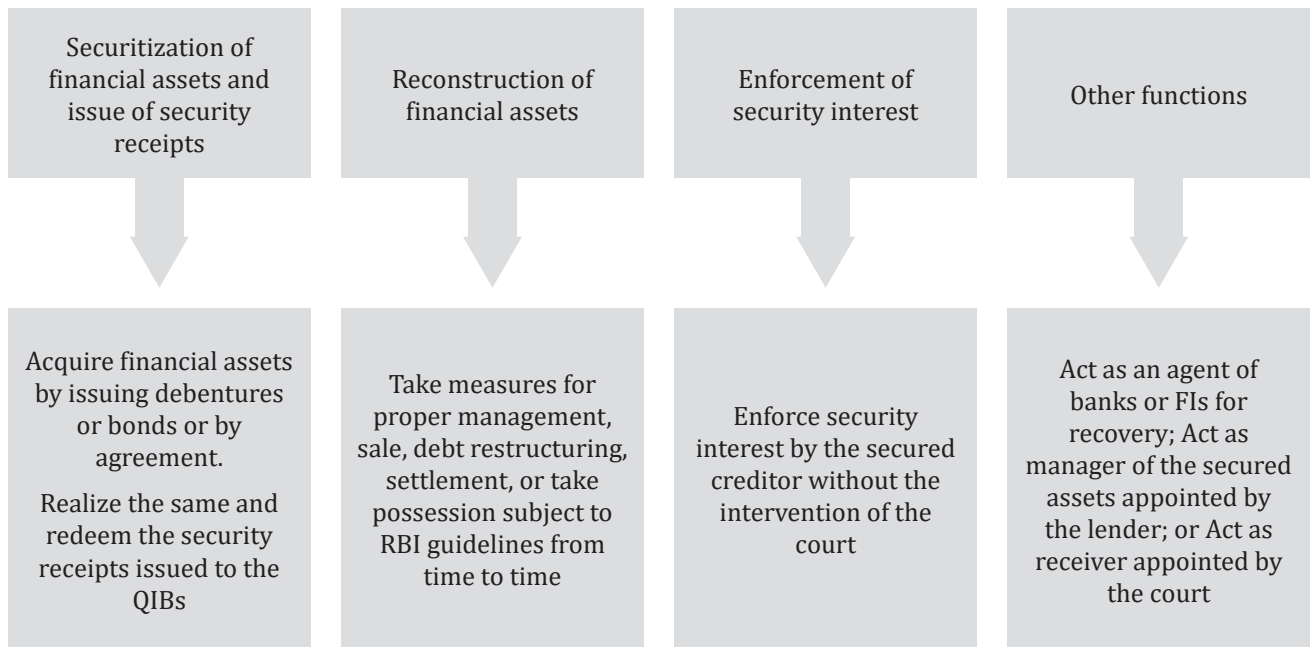 Securitization of
financial assets and
issue of security
receipts
Reconstruction of
financial assets
Enforcement of
security interest
Other functions
Acquire financial assets
by issuing debentures
or bonds or by
agreement.
Realize the same and
redeem the security
receipts issued to the
QIBs
Take measures for
proper management,
sale, debt restructuring,
settlement, or take
possession subject to
RBI guidelines from
time to time
Enforce security
interest by the secured
creditor without the
intervention of the
court
Act as an agent of
banks or FIs for
recovery; Act as
manager of the secured
assets appointed by
the lender; or Act as
receiver appointed by
the court